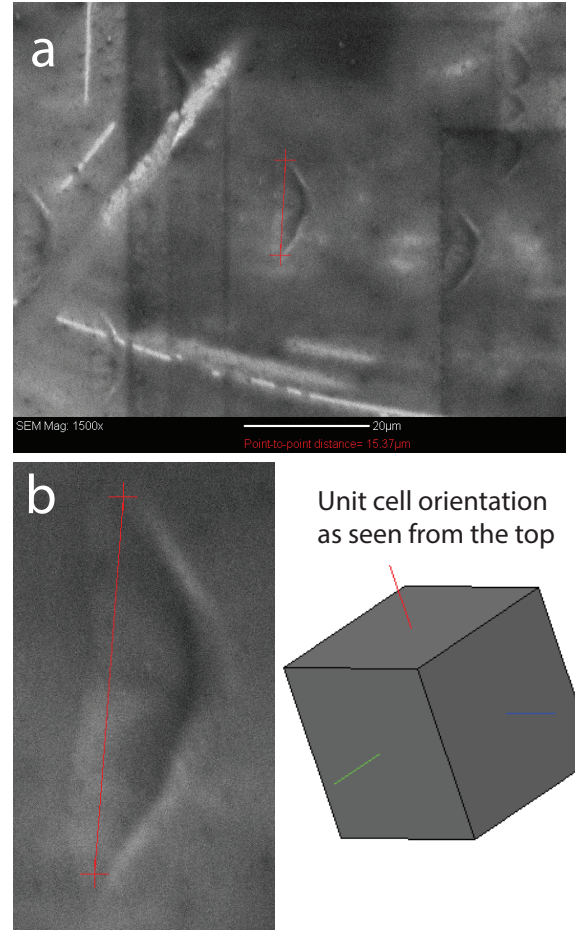 a
SEM Mag: 1500x
20µm
Point-to-point distance= 15.37µm
b
Unit cell orientation
as seen from the top